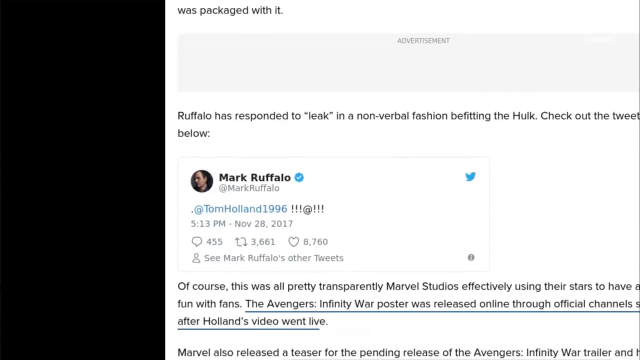 was packaged with it.
ADVERTISEMENT
Ruffalo has responded to “leak” in a non-verbal fashion befitting the Hulk. Check out the tweet
below:
Mark Ruffalo
@MarkRuffalo
.@TomHolland1996 !!!@!!!
5:13 PM - Nov 28, 2017
455 3,661 8,760
See Mark Ruffalo's other Tweets
Of course, this was all pretty transparently Marvel Studios effectively using their stars to have a
fun with fans. The Avengers: Infinity War poster was released online through official channels s
after Holland’s video went live.
Marvel also released a teaser for the pending release of the Avengers: Infinity War trailer and h